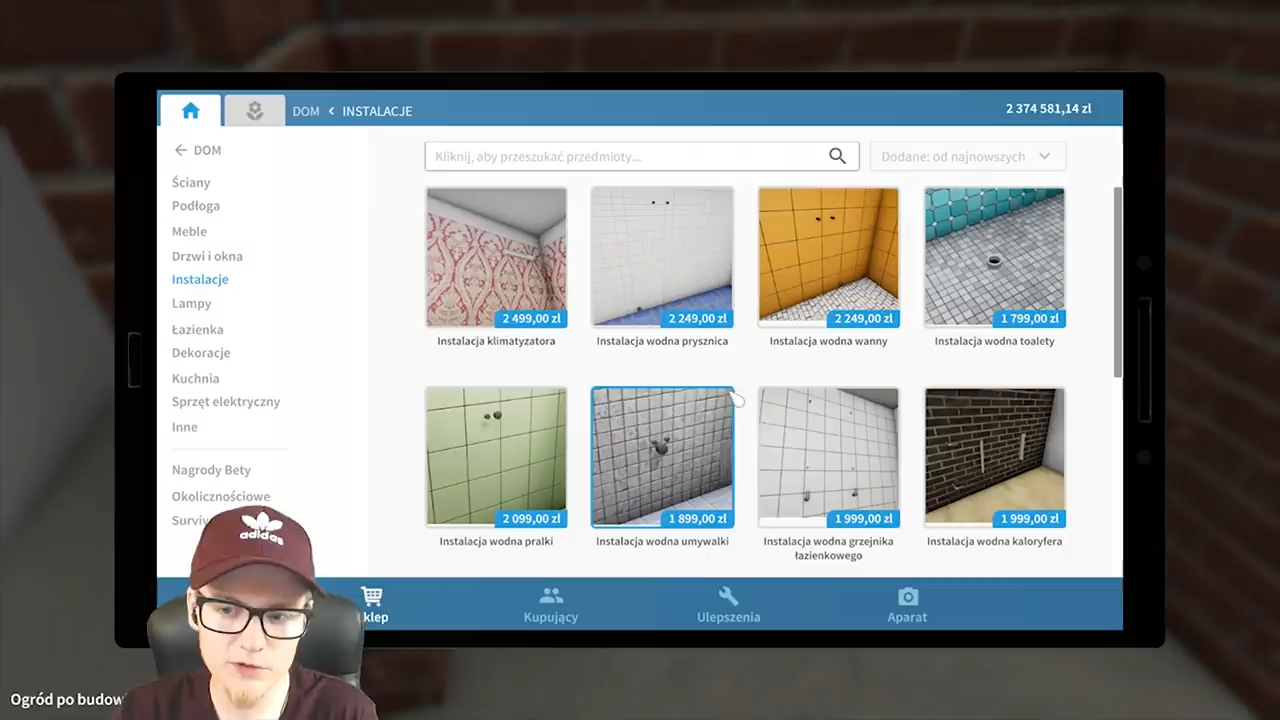 DOM < INSTALACJE
2 374 581,14 zł
← DOM
Ściany
Podłoga
Meble
Drzwi i okna
Instalacje
Lampy
Łazienka
Dekoracje
Kuchnia
Sprzęt elektryczny
Inne
Nagrody Bety
Okolicznościowe
Kliknij, aby przeszukać przedmioty...
Dodane: od najnowszych
2 499,00 zł
2 249,00 zł
2 249,00 zł
1 799,00 zł
Instalacja klimatyzatora
Instalacja wodna prysznica
Instalacja wodna wanny
Instalacja wodna toalety
2 099,00 zł
1 899,00 zł
1 999,00 zł
1 999,00 zł
Instalacja wodna pralki
Instalacja wodna umywalki
Instalacja wodna grzejnika
łazienkowego
Instalacja wodna kaloryfera
klep
Kupujący
Ulepszenia
Aparat
adidas
Ogród po budow